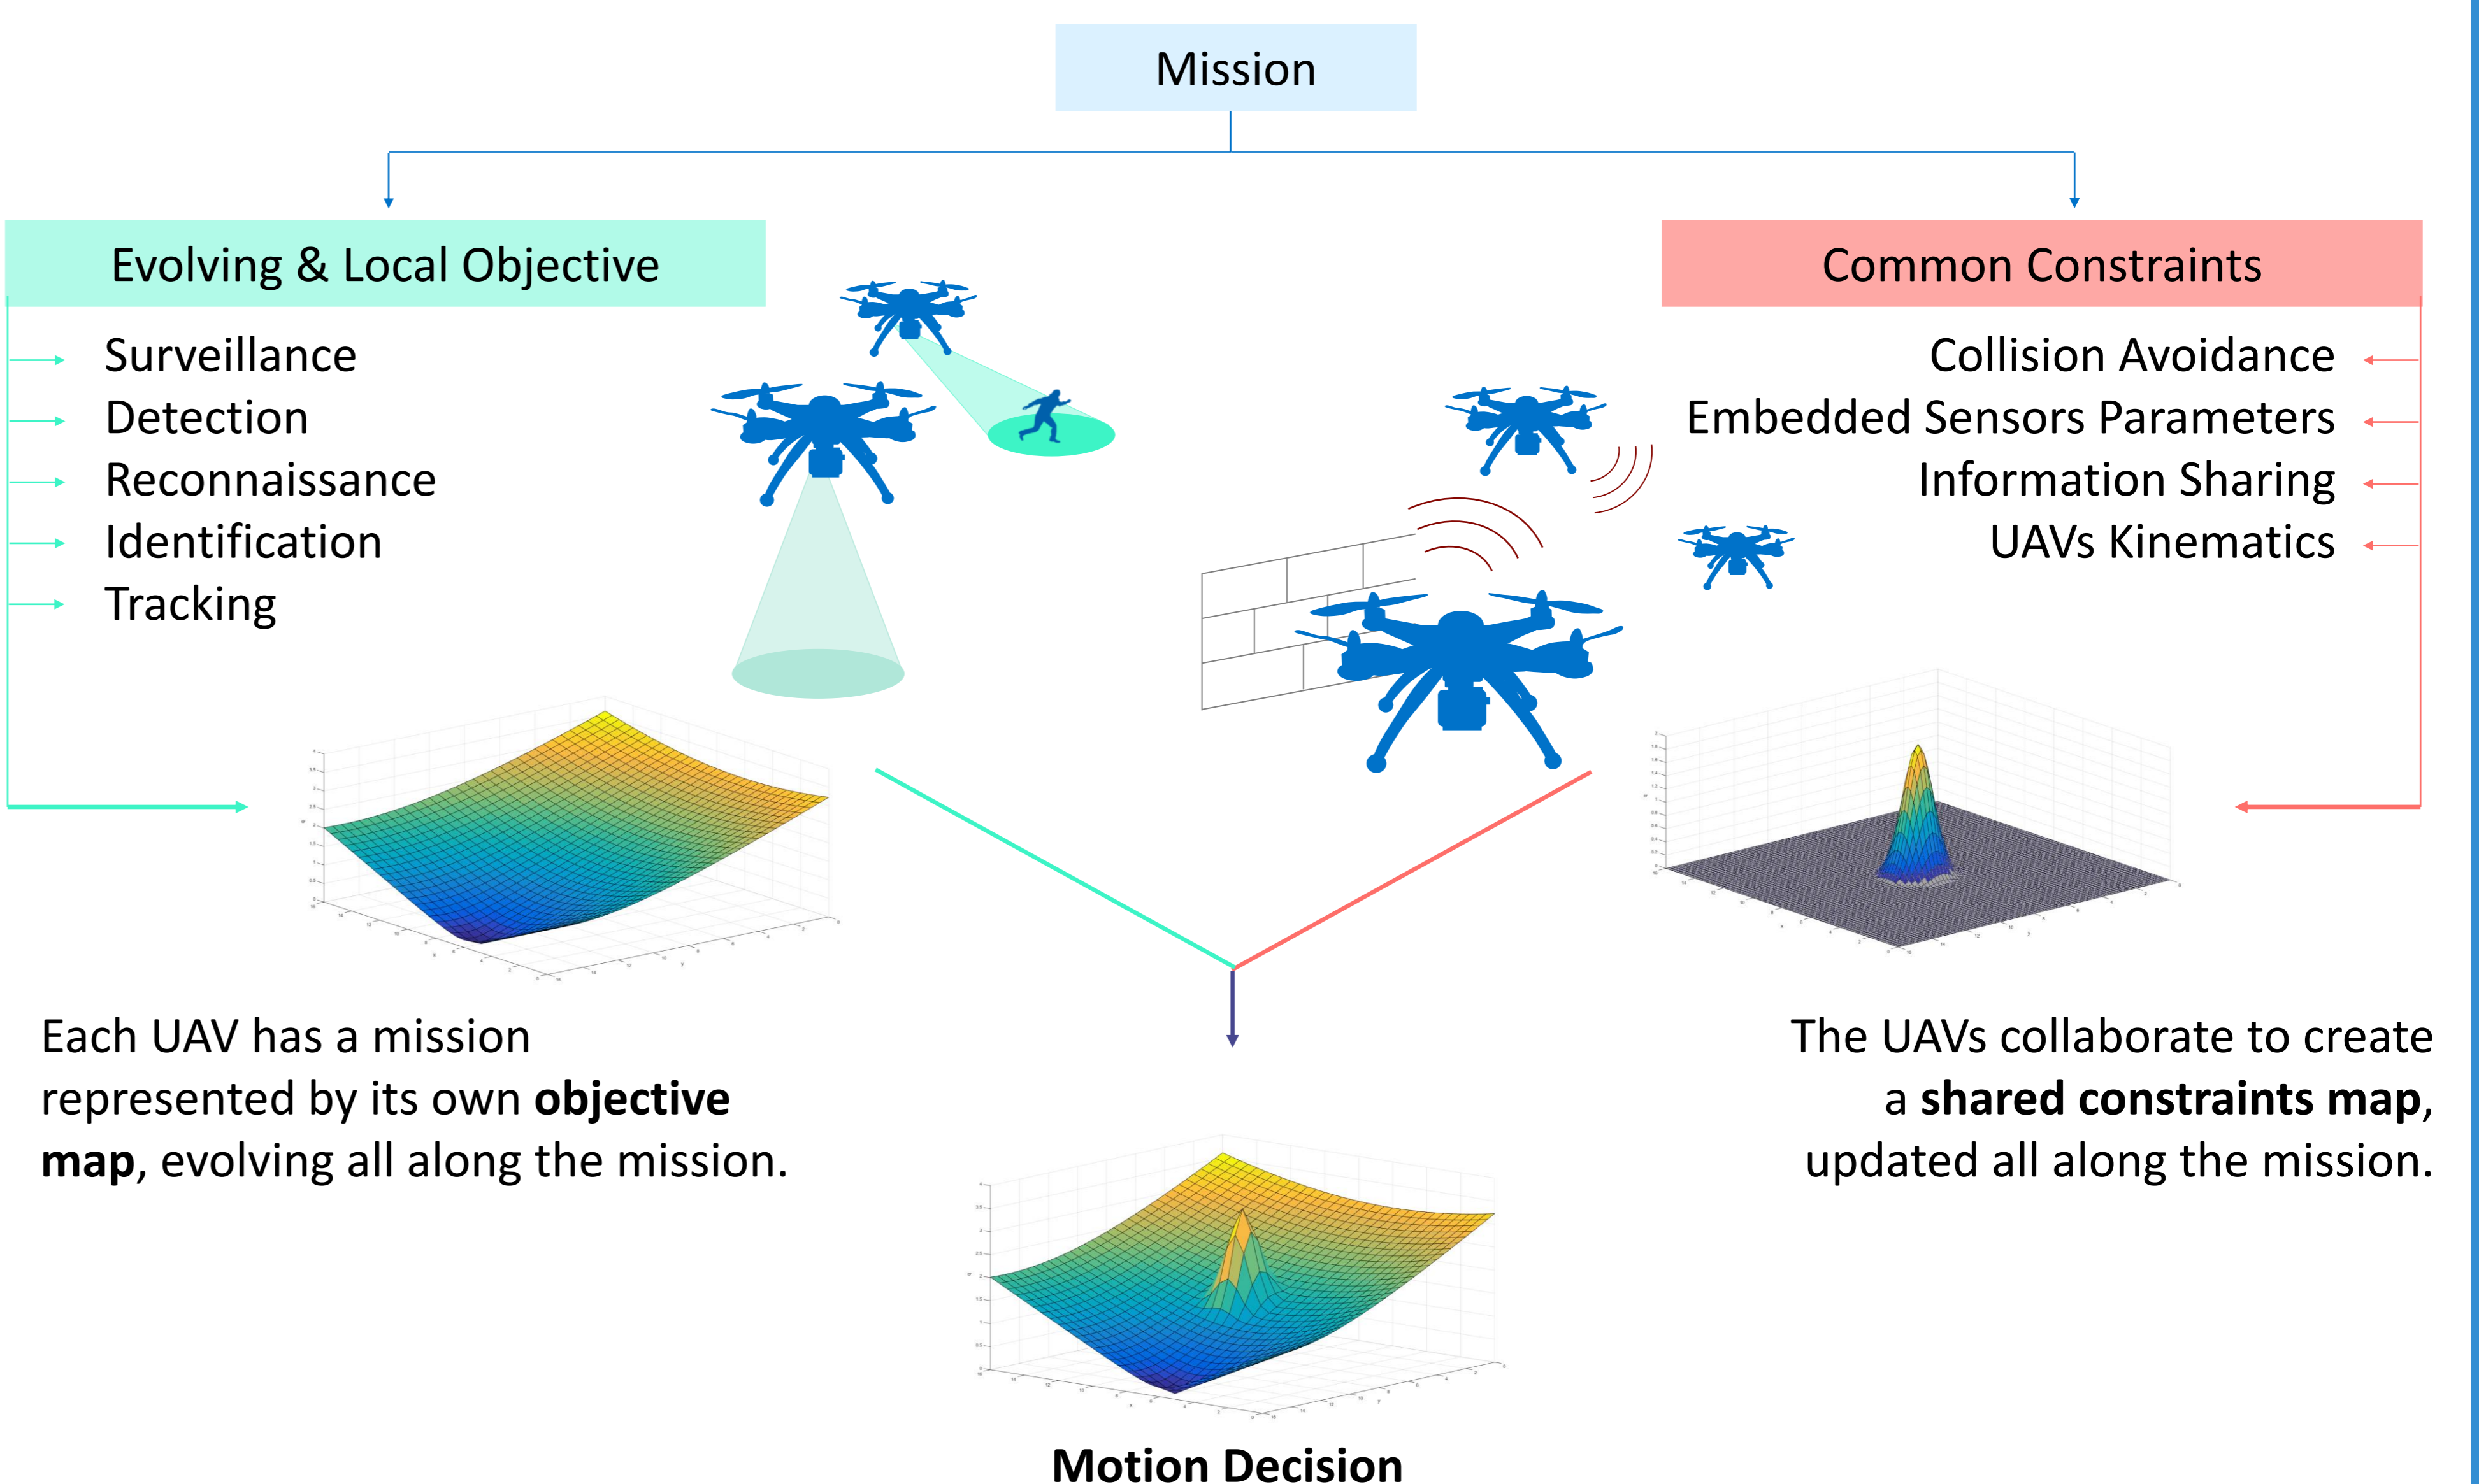 Mission
Evolving & Local Objective
Surveillance
Detection
Reconnaissance
Identification
Tracking
Common Constraints
Collision Avoidance
Embedded Sensors Parameters
Information Sharing
UAVs Kinematics
Each UAV has a mission
represented by its own objective
map, evolving all along the mission.
The UAVs collaborate to create
a shared constraints map,
updated all along the mission.
Motion Decision